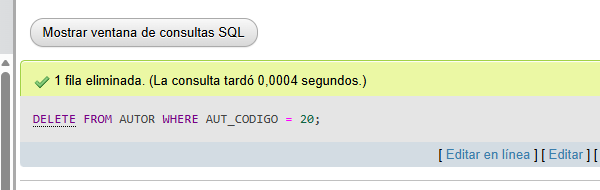 Mostrar ventana de consultas SQL
1 fila eliminada. (La consulta tardó 0,0004 segundos.)
DELETE FROM AUTOR WHERE AUT_CODIGO = 20;
[ Editar en línea ] [ Editar ] [